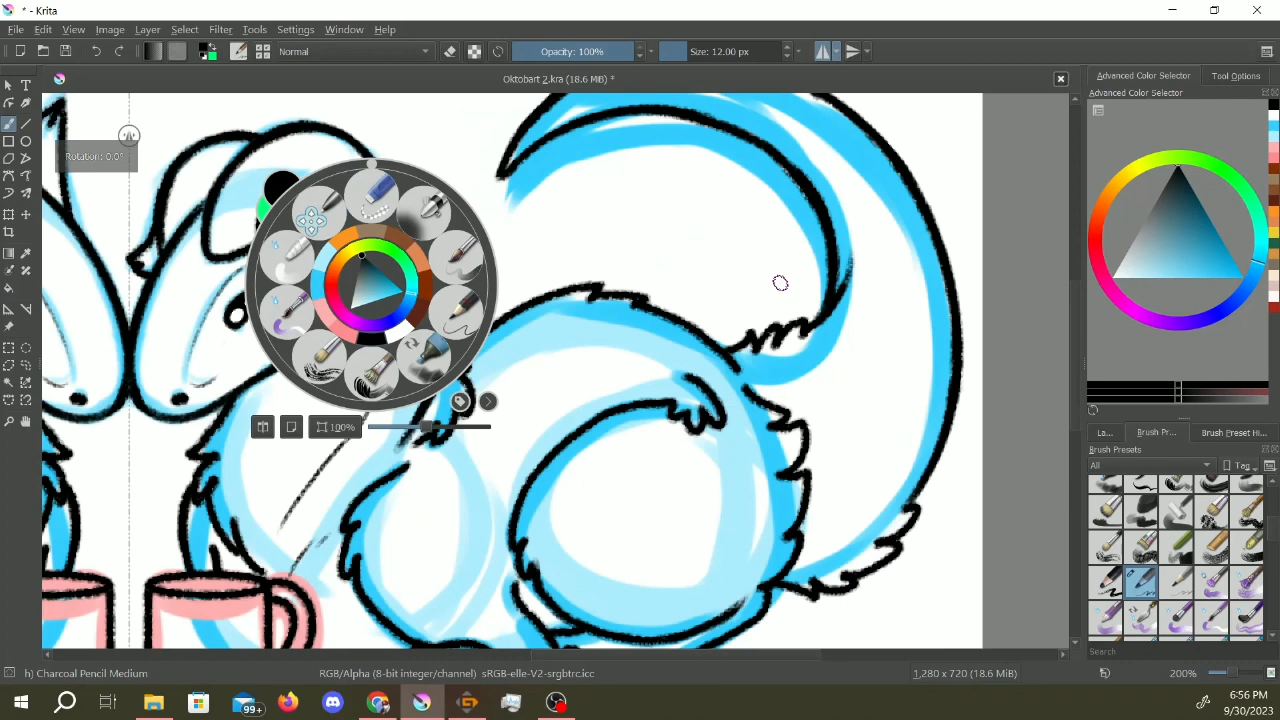 * - Krita
File Edit View Image Layer Select Filter Tools Settings Window Help
Normal Opacity: 100% Size: 12.00 px
Oktobart 2.kra (18.6 MiB) *
Advanced Color Selector Tool Options
Advanced Color Selector
Rotation: 0.0°
100%
La... Brush Pr... Brush Preset Hi...
Brush Presets
All Tag
Search
h) Charcoal Pencil Medium RGB/Alpha (8-bit integer/channel) sRGB-elle-V2-srgbtrc.icc 1,280 x 720 (18.6 MiB) 200%
99+
6:56 PM
9/30/2023